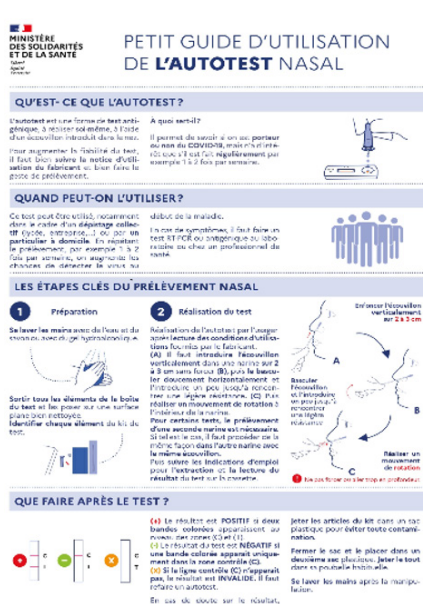 MINISTÈRE
DES SOLIDARITÉS
ET DE LA SANTÉ
Liberté
Égalité
Fraternité
PETIT GUIDE D'UTILISATION
DE L'AUTOTEST NASAL
QU'EST- CE QUE L'AUTOTEST ?
L'autotest est une forme de test anti-
génique, à réaliser soi-même, à l'aide
d'un écouvillon introduit dans le nez.
Pour augmenter la fiabilité du test,
il faut bien suivre la notice d'utili-
sation du fabricant et bien faire le
geste de prélèvement.
À quoi sert-il?
Il permet de savoir si on est porteur
ou non du COVID-19, mais n'a d'inté-
rêt que s'il est fait régulièrement par
exemple 1 à 2 fois par semaine.
QUAND PEUT-ON L'UTILISER ?
Ce test peut être utilisé, notamment
dans le cadre d'un dépistage collec-
tif (lycée, entreprise,...) ou par un
particulier à domicile. En répétant
le prélèvement, par exemple 1 à 2
fois par semaine, on augmente les
chances de détecter le virus au
début de la maladie.
En cas de symptômes, il faut faire un
test RT-PCR ou antigénique au labo-
ratoire ou chez un professionnel de
santé.
LES ÉTAPES CLÉS DU PRÉLÈVEMENT NASAL
1 Préparation
Se laver les mains avec de l'eau et du
savon ou avec du gel hydroalcoolique.
Sortir tous les éléments de la boîte
du test et les poser sur une surface
plane bien nettoyée.
Identifier chaque élément du kit de
test.
2 Réalisation du test
Réalisation de l'autotest par l'usager
après lecture des conditions d'utilisa-
tions fournies par le fabricant.
(A) Il faut introduire l'écouvillon
verticalement dans une narine sur 2
à 3 cm sans forcer (B), puis le bascu-
ler doucement horizontalement et
l'introduire un peu jusqu'à rencon-
trer une légère résistance. (C) Puis
réaliser un mouvement de rotation à
l'intérieur de la narine.
Pour certains tests, le prélèvement
d'une seconde narine est nécessaire.
Si tel est le cas, il faut procéder de la
même façon dans l'autre narine avec
le même écouvillon.
Puis suivre les indications d'emploi
pour l'extraction et la lecture du
résultat du test sur la cassette.
Enfoncer l'écouvillon
verticalement
sur 2 à 3 cm
A
Basculer
l'écouvillon
et l'introduire
un peu jusqu'à
rencontrer
une légère
résistance
B
Réaliser un
mouvement
de rotation
C
! Ne pas forcer ou aller trop en profondeur
QUE FAIRE APRÈS LE TEST ?
C
T
C
T
C
T
(+) Le résultat est POSITIF si deux
bandes colorées apparaissent au
niveau des zones (C) et (T).
(-) Le résultat du test est NÉGATIF si
une bande colorée apparaît unique-
ment dans la zone contrôle (C).
(X) Si la ligne contrôle (C) n'apparaît
pas, le résultat est INVALIDE. Il faut
refaire un autotest.
En cas de doute sur le résultat,
Jeter les articles du kit dans un sac
plastique pour éviter toute contami-
nation.
Fermer le sac et le placer dans un
deuxième sac plastique. Jeter le tout
dans sa poubelle habituelle.
Se laver les mains après la manipu-
lation.